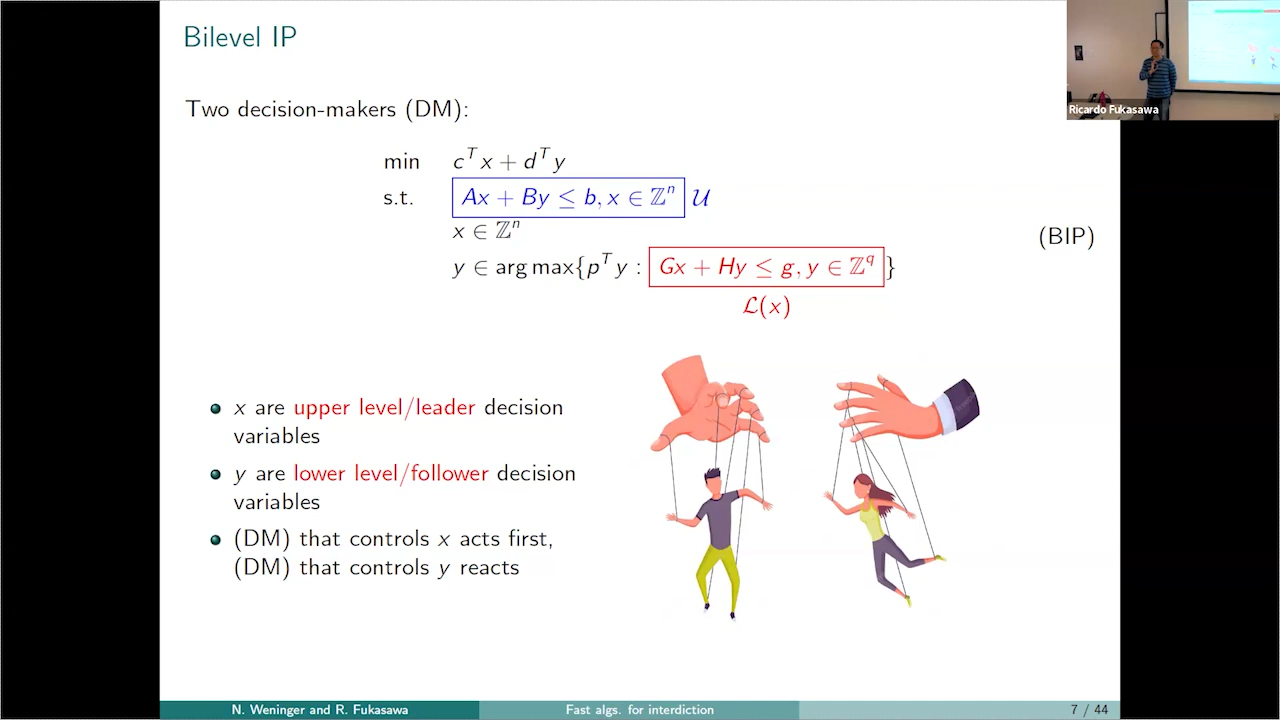 Bilevel IP
Ricardo Fukasawa
Two decision-makers (DM):
min c^T x + d^T y
s.t. Ax + By ≤ b, x ∈ ℤ^n 𝒰
x ∈ ℤ^n
(BIP)
y ∈ arg max{p^T y : Gx + Hy ≤ g, y ∈ ℤ^q}
ℒ(x)
x are upper level/leader decision
variables
y are lower level/follower decision
variables
(DM) that controls x acts first,
(DM) that controls y reacts
N. Weninger and R. Fukasawa Fast algs. for interdiction 7 / 44